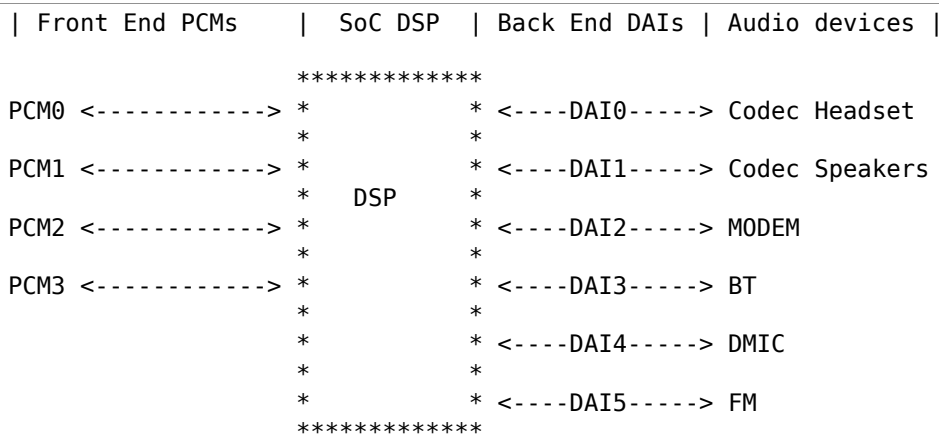 | Front End PCMs    |  SoC DSP  | Back End DAIs | Audio devices |
                    *************
PCM0 <------------> *           * <----DAI0-----> Codec Headset
                    *           *
PCM1 <------------> *           * <----DAI1-----> Codec Speakers
                    *   DSP     *
PCM2 <------------> *           * <----DAI2-----> MODEM
                    *           *
PCM3 <------------> *           * <----DAI3-----> BT
                    *           *
                    *           * <----DAI4-----> DMIC
                    *           *
                    *           * <----DAI5-----> FM
                    *************